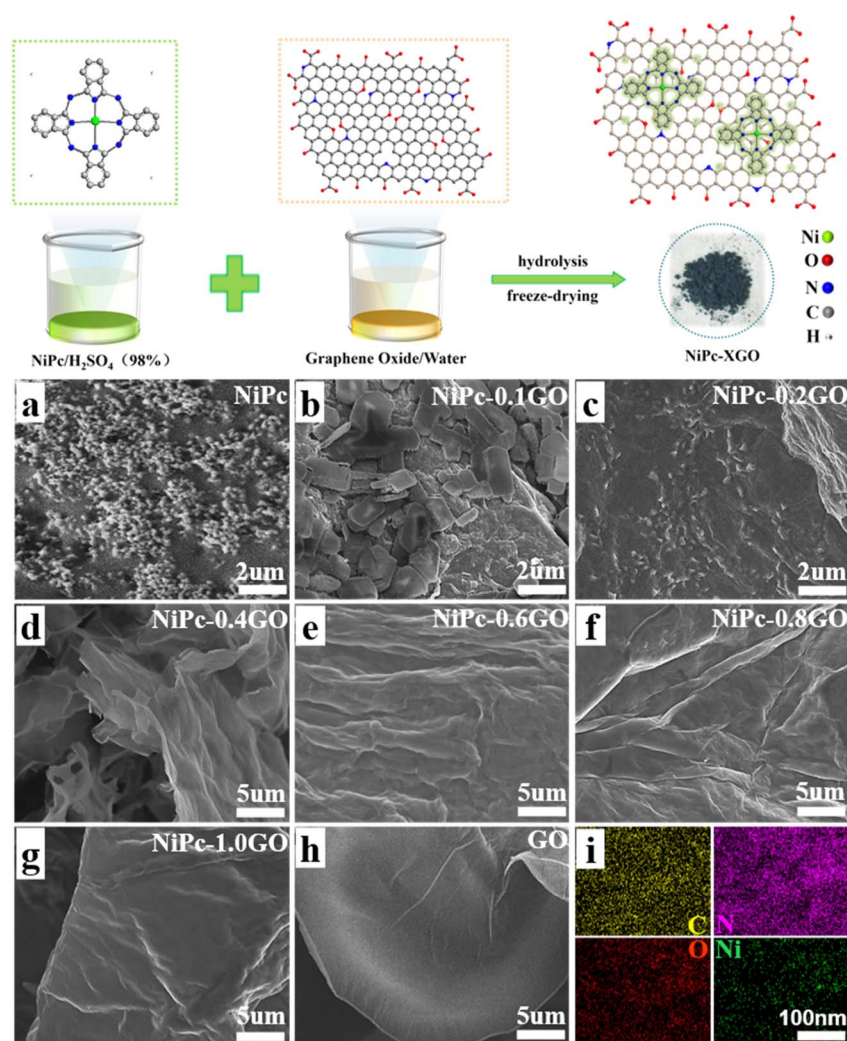 hydrolysis
freeze-drying
Ni
O
N
C
H
NiPc/H₂SO₄（98%）
Graphene Oxide/Water
NiPc-XGO
a
NiPc
2um
b
NiPc-0.1GO
2um
c
NiPc-0.2GO
2um
d
NiPc-0.4GO
5um
e
NiPc-0.6GO
5um
f
NiPc-0.8GO
5um
g
NiPc-1.0GO
5um
h
GO
5um
i
C
N
O
Ni
100nm